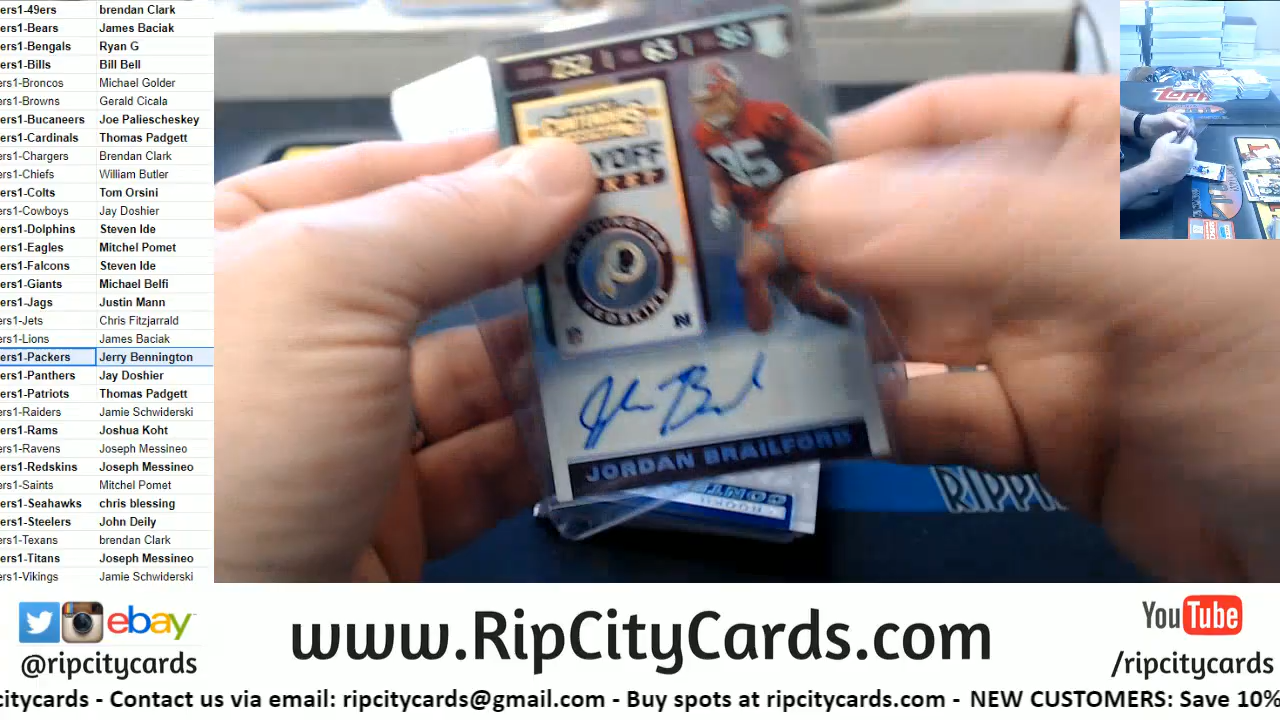 ers1-49ers brendan Clark
ers1-Bears James Baciak
ers1-Bengals Ryan G
ers1-Bills Bill Bell
ers1-Broncos Michael Golder
ers1-Browns Gerald Cicala
ers1-Bucaneers Joe Paliescheskey
ers1-Cardinals Thomas Padgett
ers1-Chargers Brendan Clark
ers1-Chiefs William Butler
ers1-Colts Tom Orsini
ers1-Cowboys Jay Doshier
ers1-Dolphins Steven Ide
ers1-Eagles Mitchel Pomet
ers1-Falcons Steven Ide
ers1-Giants Michael Belfi
ers1-Jags Justin Mann
ers1-Jets Chris Fitzjarrald
ers1-Lions James Baciak
ers1-Packers Jerry Bennington
ers1-Panthers Jay Doshier
ers1-Patriots Thomas Padgett
ers1-Raiders Jamie Schwiderski
ers1-Rams Joshua Koht
ers1-Ravens Joseph Messineo
ers1-Redskins Joseph Messineo
ers1-Saints Mitchel Pomet
ers1-Seahawks chris blessing
ers1-Steelers John Deily
ers1-Texans brendan Clark
ers1-Titans Joseph Messineo
ers1-Vikings Jamie Schwiderski
252 63 95
YOFF
95
WASHINGTON
REDSKINS
JORDAN BRAILFORD
RIPPI
Topps
ebay
@ripcitycards
www.RipCityCards.com
YouTube
/ripcitycards
citycards - Contact us via email: ripcitycards@gmail.com - Buy spots at ripcitycards.com - NEW CUSTOMERS: Save 10%